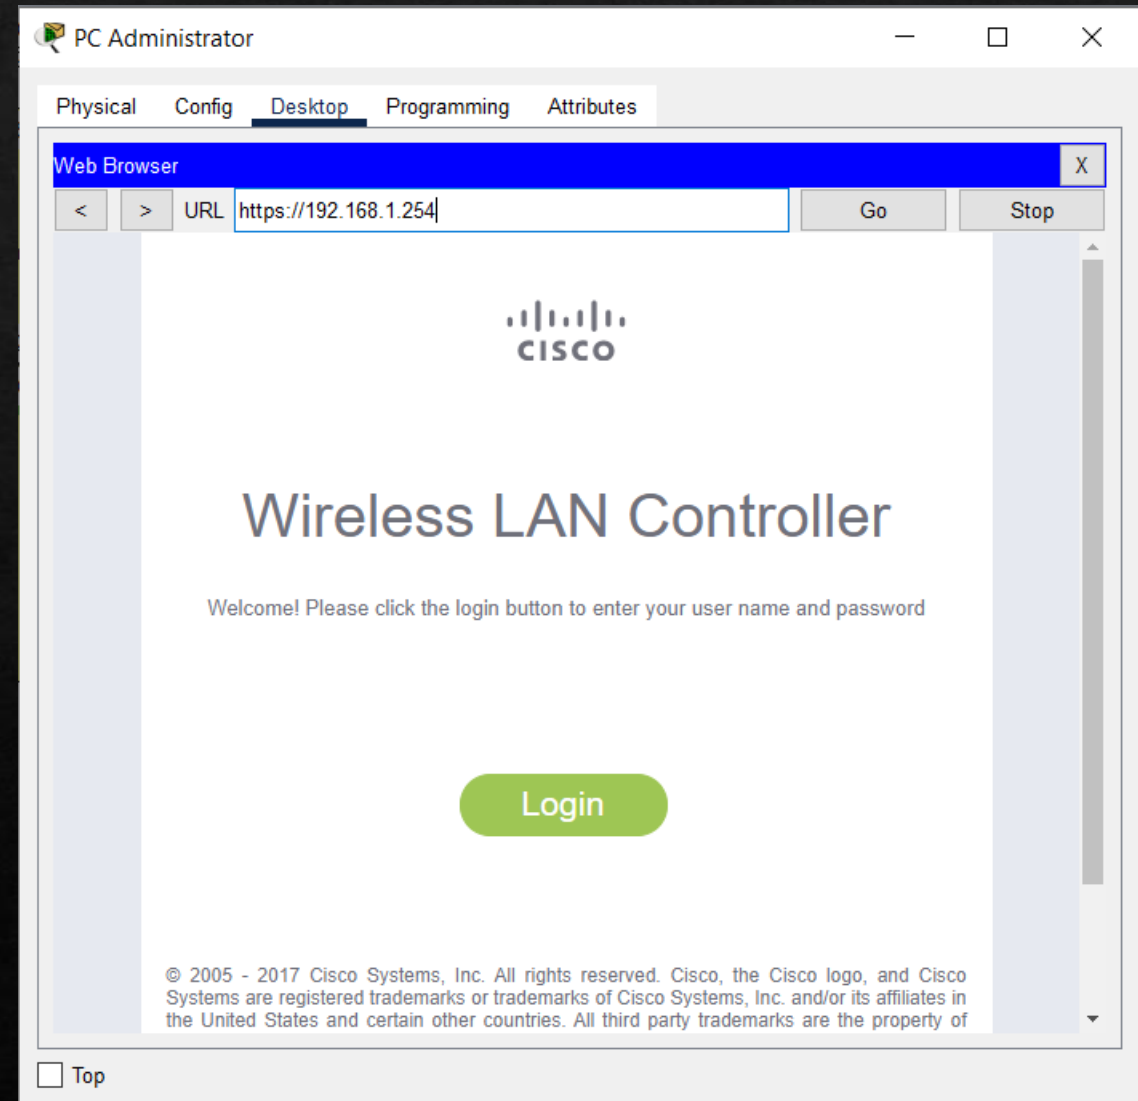 PC Administrator
Physical Config Desktop Programming Attributes
Web Browser X
< > URL https://192.168.1.254 Go Stop
CISCO
Wireless LAN Controller
Welcome! Please click the login button to enter your user name and password
Login
© 2005 - 2017 Cisco Systems, Inc. All rights reserved. Cisco, the Cisco logo, and Cisco
Systems are registered trademarks or trademarks of Cisco Systems, Inc. and/or its affiliates in
the United States and certain other countries. All third party trademarks are the property of
Top